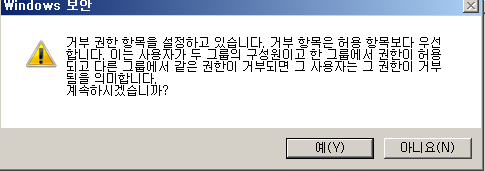 Windows 보안
거부 권한 항목을 설정하고 있습니다. 거부 항목은 허용 항목보다 우선
합니다. 이는 사용자가 두 그룹의 구성원이고 한 그룹에서 권한이 허용
되고 다른 그룹에서 같은 권한이 거부되면 그 사용자는 그 권한이 거부
됨을 의미합니다.
계속하시겠습니까?
예(Y)
아니요(N)